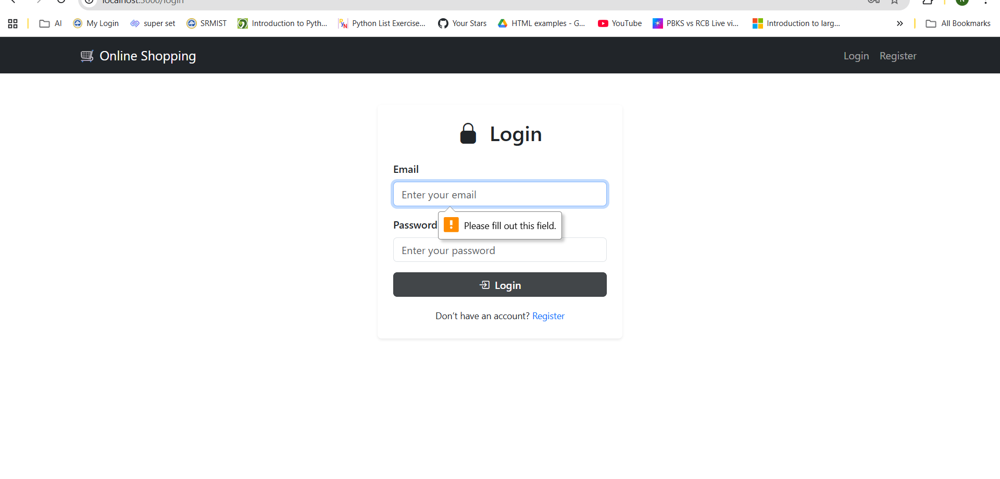 localhost:3000/login
AI My Login super set SRMIST Introduction to Pyth... Python List Exercise... Your Stars HTML examples - G... YouTube PBKS vs RCB Live vi... Introduction to larg... All Bookmarks
Online Shopping Login Register
Login
Email
Enter your email
Please fill out this field.
Password
Enter your password
Login
Don't have an account? Register